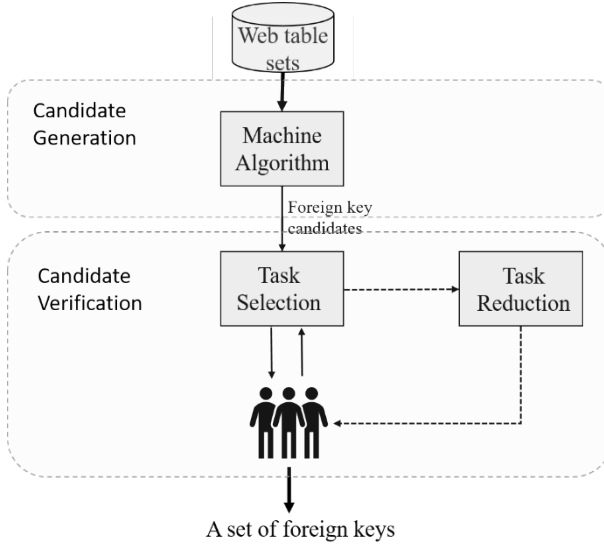 Web table
sets
Candidate
Generation
Machine
Algorithm
Foreign key
candidates
Candidate
Verification
Task
Selection
Task
Reduction
A set of foreign keys